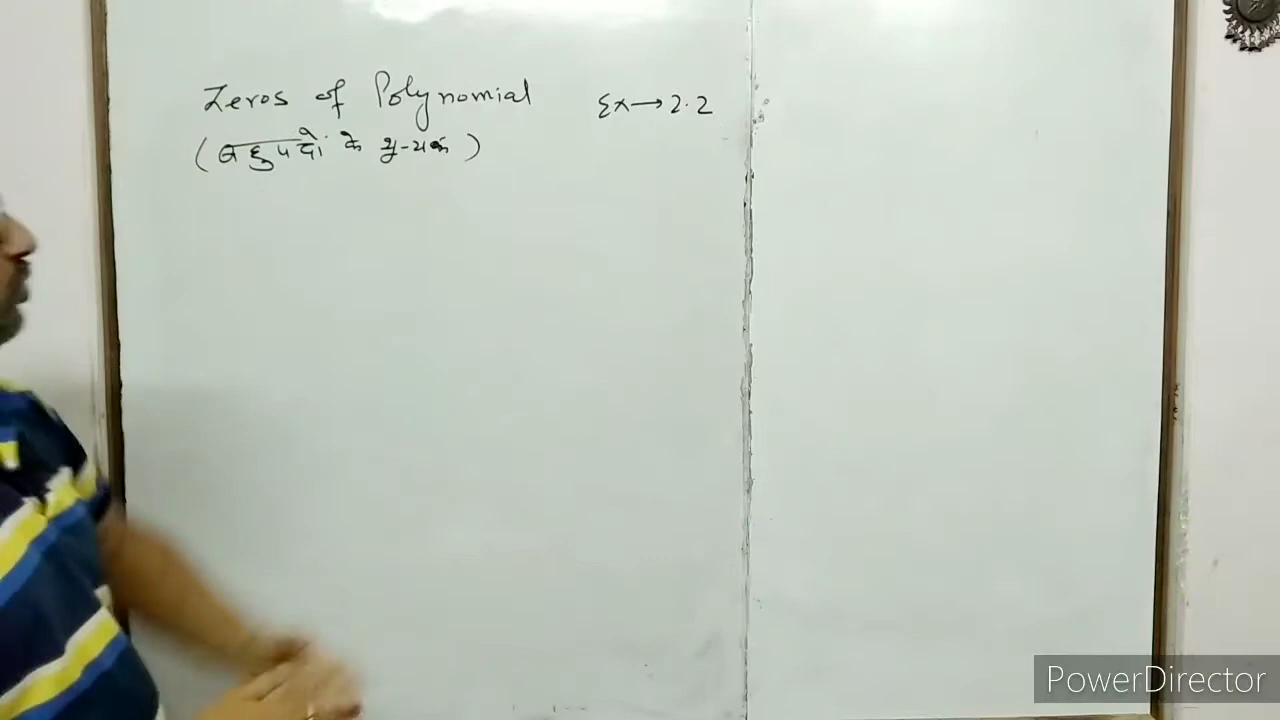 Zeros of Polynomial Ex→2.2
(बहुपदों के शून्यक)
PowerDirector